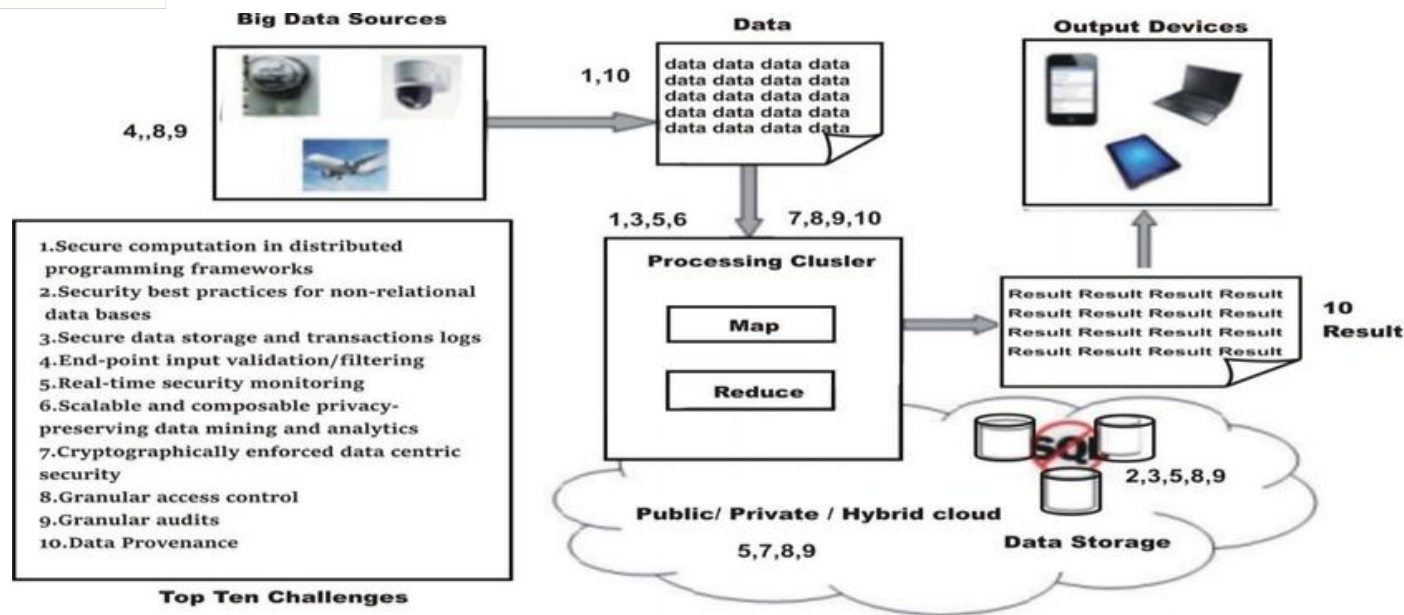 Big Data Sources
Data
Output Devices
4,,8,9
1,10
data data data data
data data data data
data data data data
data data data data
data data data data
1,3,5,6
7,8,9,10
Processing Clusler
Map
Reduce
Result Result Result Result
Result Result Result Result
Result Result Result Result
Result Result Result Result
10
Result
1.Secure computation in distributed
programming frameworks
2.Security best practices for non-relational
data bases
3.Secure data storage and transactions logs
4.End-point input validation/filtering
5.Real-time security monitoring
6.Scalable and composable privacy-
preserving data mining and analytics
7.Cryptographically enforced data centric
security
8.Granular access control
9.Granular audits
10.Data Provenance
Top Ten Challenges
SQL
2,3,5,8,9
Public/ Private / Hybrid cloud
5,7,8,9
Data Storage